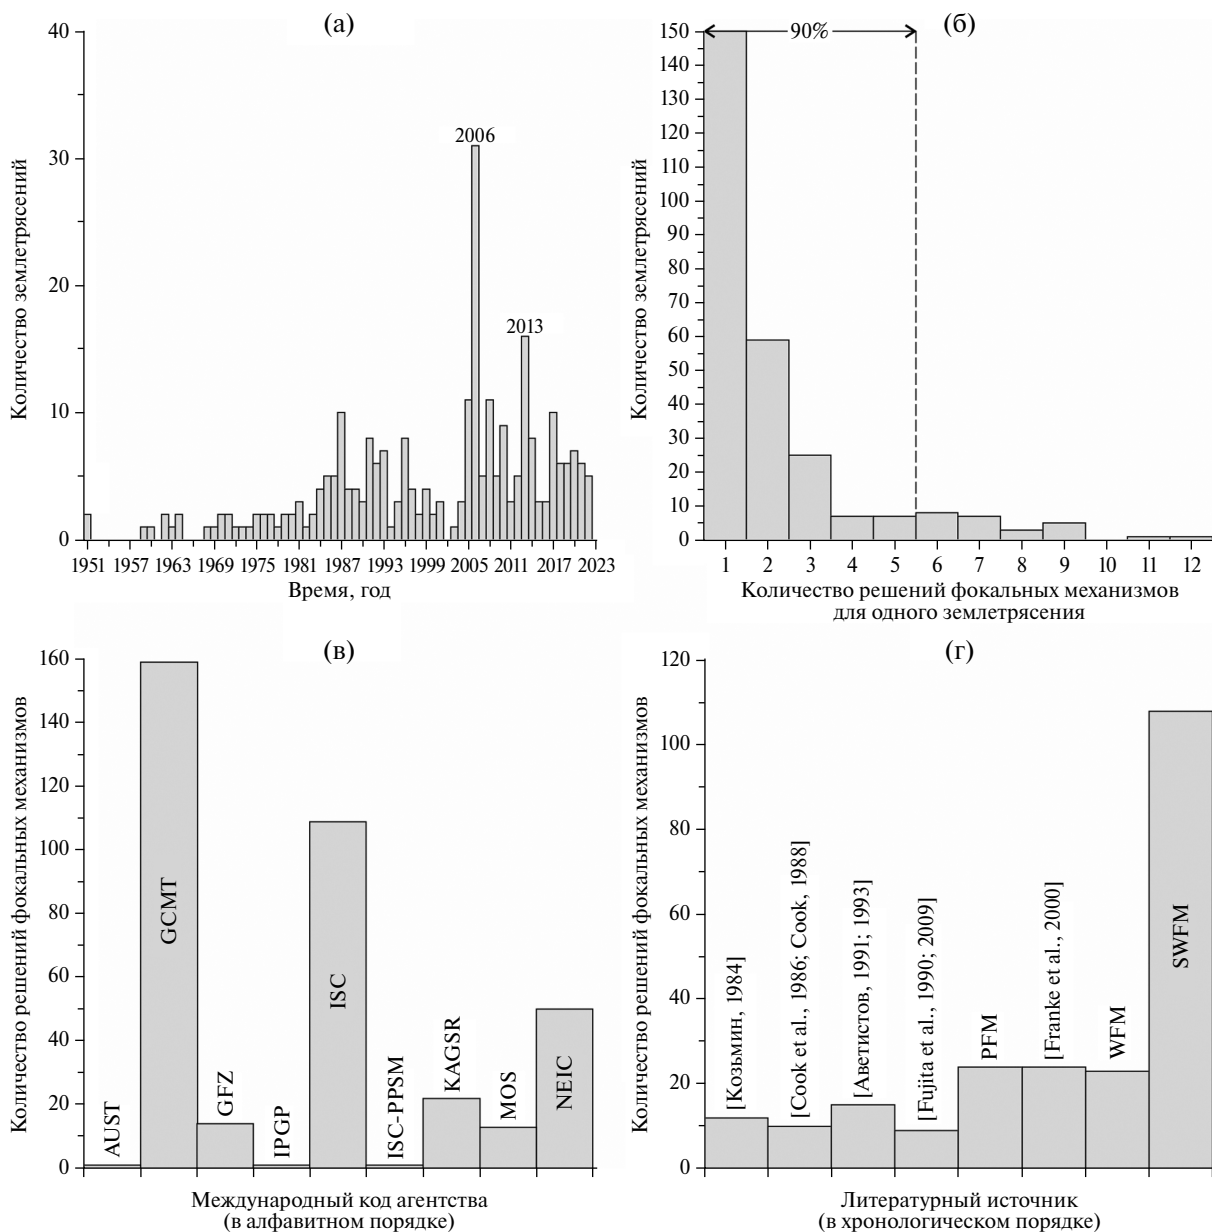 (а)
Количество землетрясений
40
30
20
10
0
2006
2013
1951 1957 1963 1969 1975 1981 1987 1993 1999 2005 2011 2017 2023
Время, год
(б)
Количество землетрясений
150
140
130
120
110
100
90
80
70
60
50
40
30
20
10
0
90%
1 2 3 4 5 6 7 8 9 10 11 12
Количество решений фокальных механизмов
для одного землетрясения
(в)
Количество решений фокальных механизмов
160
140
120
100
80
60
40
20
0
AUST
GCMT
GFZ
IPGP
ISC
ISC-PPSM
KAGSR
MOS
NEIC
Международный код агентства
(в алфавитном порядке)
(г)
Количество решений фокальных механизмов
120
100
80
60
40
20
0
[Козьмин, 1984]
[Cook et al., 1986; Cook, 1988]
[Аветистов, 1991; 1993]
[Fujita et al., 1990; 2009]
PFM
[Franke et al., 2000]
WFM
SWFM
Литературный источник
(в хронологическом порядке)